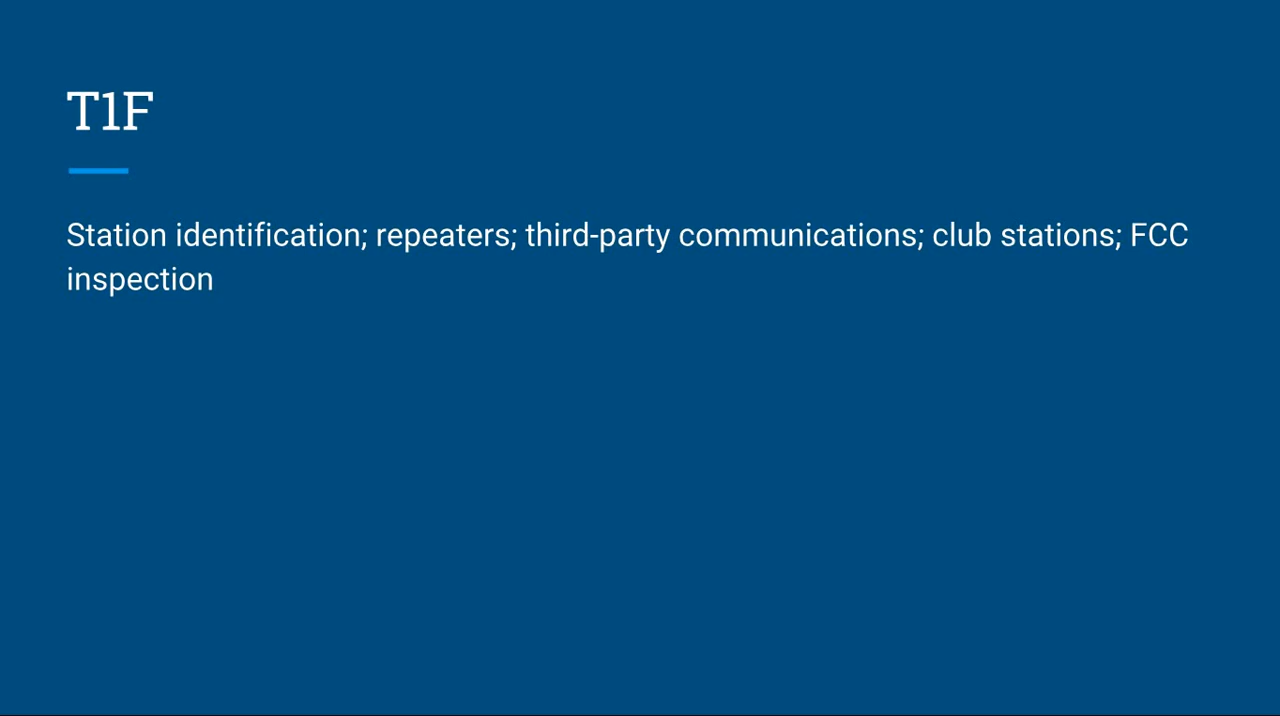 T1F
Station identification; repeaters; third-party communications; club stations; FCC
inspection